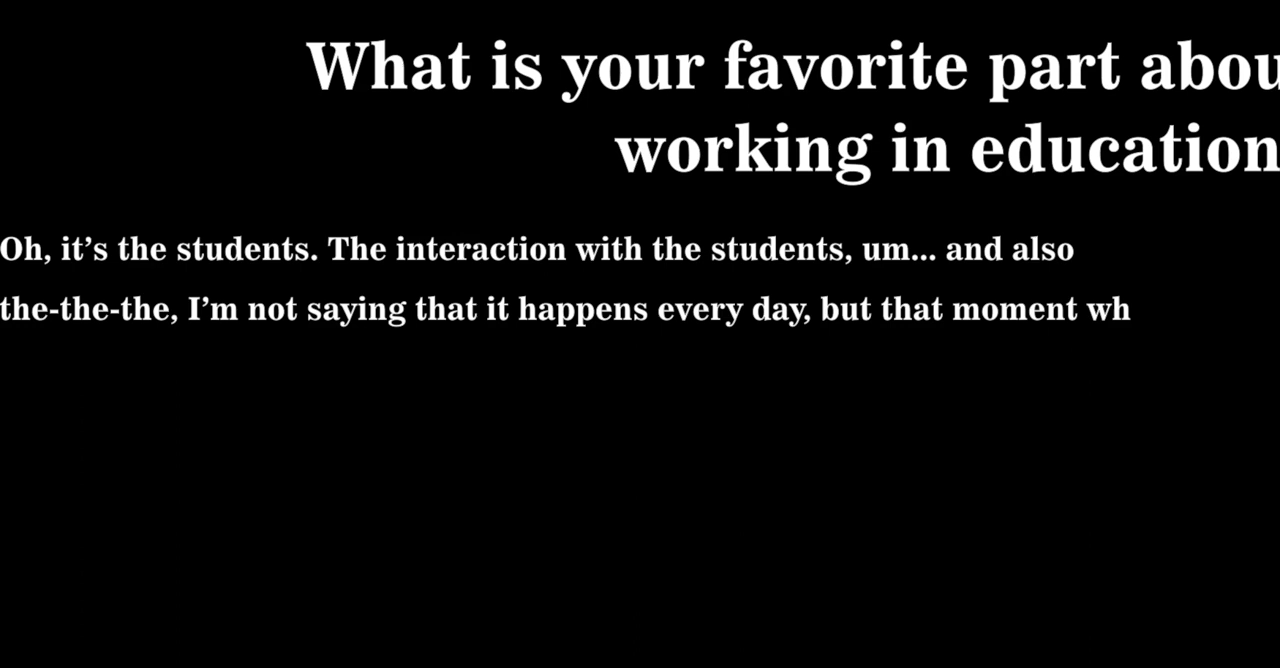 What is your favorite part abou
working in education
Oh, it’s the students. The interaction with the students, um... and also
the-the-the, I’m not saying that it happens every day, but that moment wh